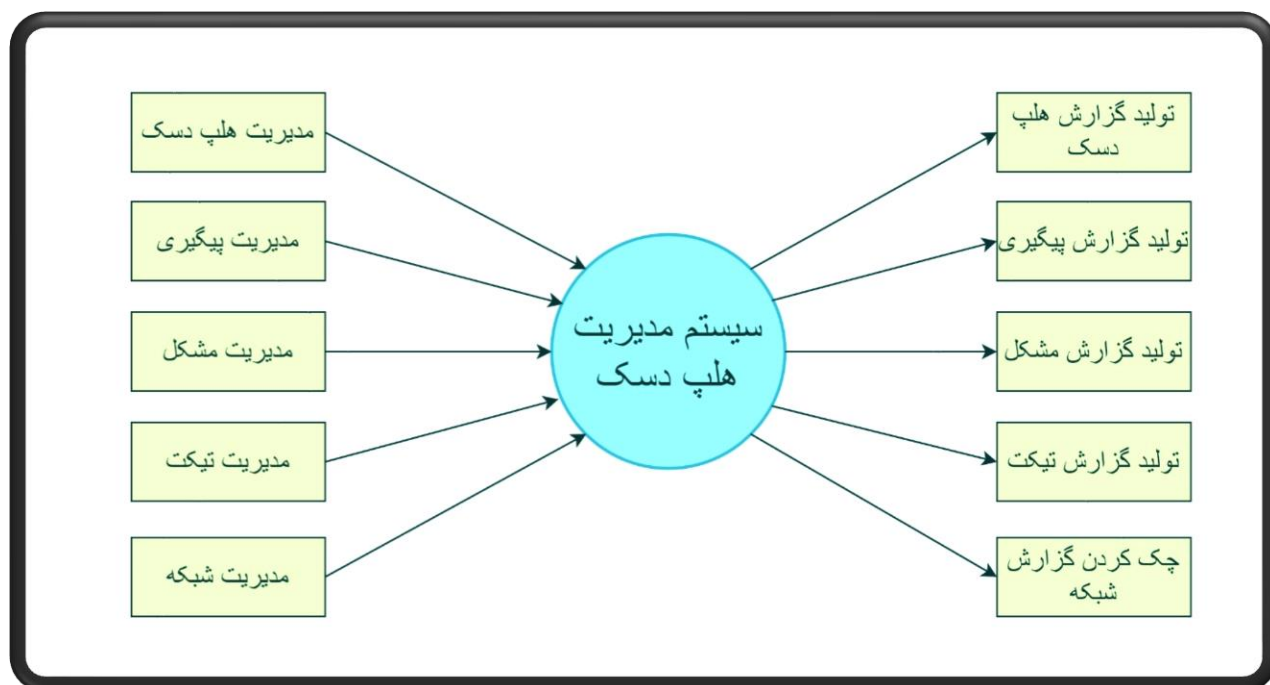 مدیریت هلپ دسک
مدیریت پیگیری
مدیریت مشکل
مدیریت تیکت
مدیریت شبکه
سیستم مدیریت
هلپ دسک
تولید گزارش هلپ
دسک
تولید گزارش پیگیری
تولید گزارش مشکل
تولید گزارش تیکت
چک کردن گزارش
شبکه